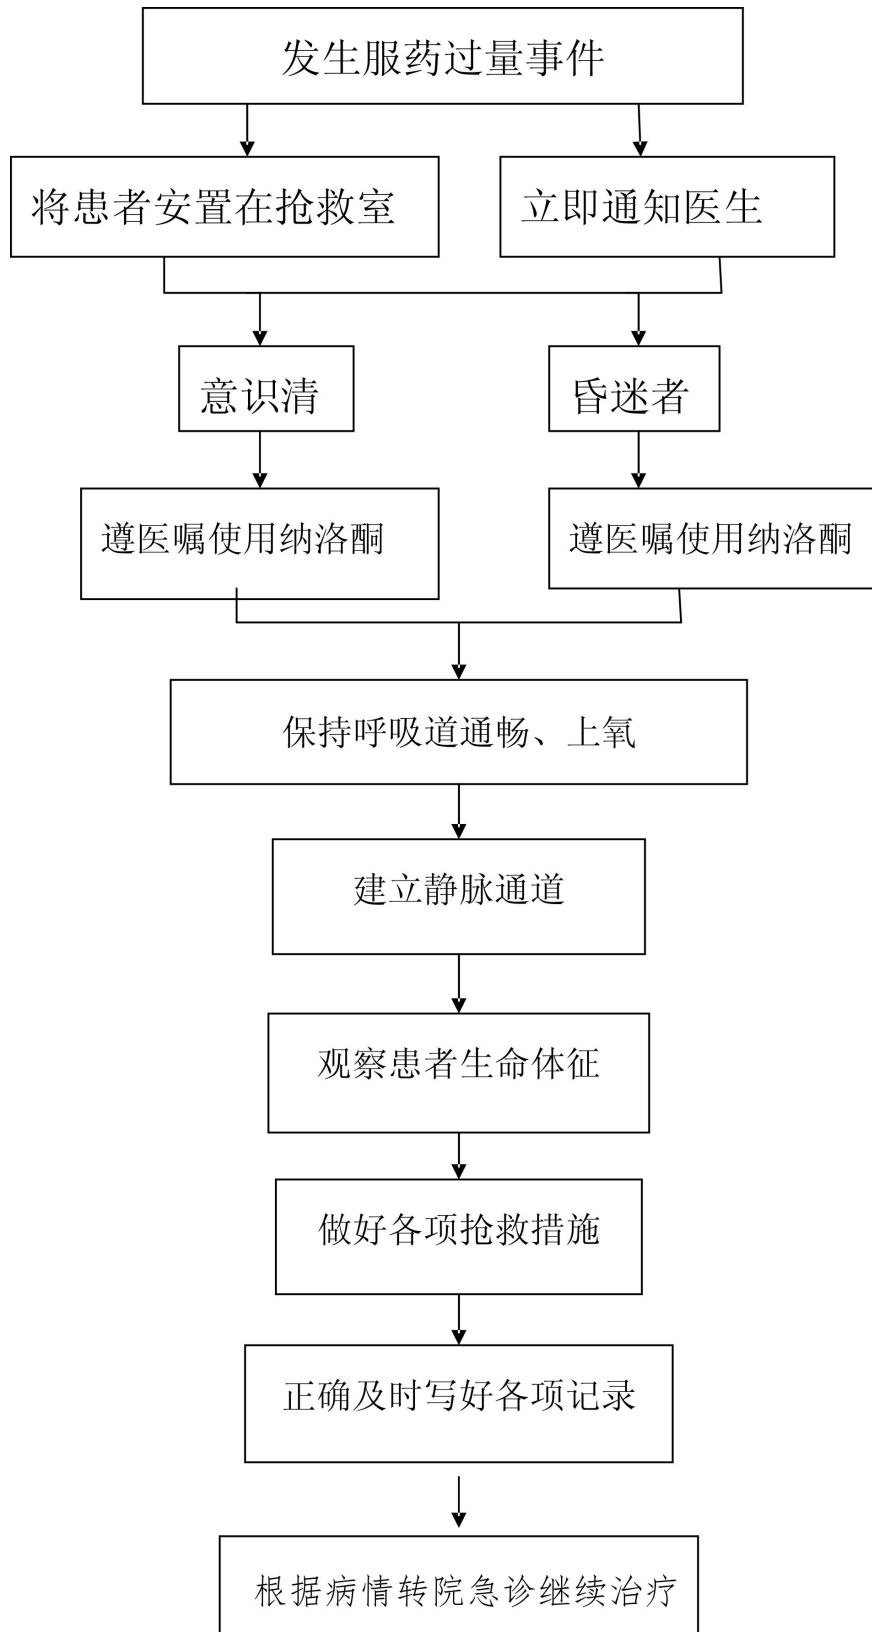 发生服药过量事件
将患者安置在抢救室
立即通知医生
意识清
昏迷者
遵医嘱使用纳洛酮
遵医嘱使用纳洛酮
保持呼吸道通畅、上氧
建立静脉通道
观察患者生命体征
做好各项抢救措施
正确及时写好各项记录
根据病情转院急诊继续治疗